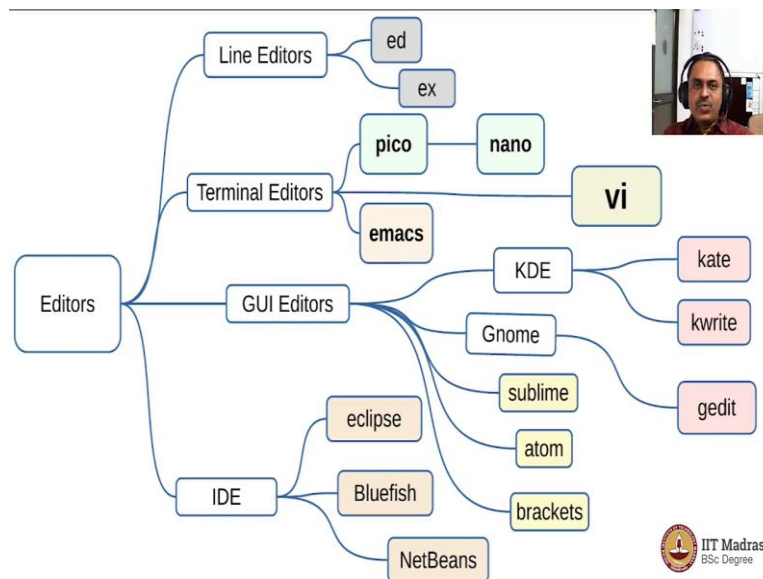 Editors
Line Editors
ed
ex
Terminal Editors
pico
nano
vi
emacs
GUI Editors
KDE
kate
kwrite
Gnome
gedit
sublime
atom
brackets
IDE
eclipse
Bluefish
NetBeans
IIT Madras
BSc Degree